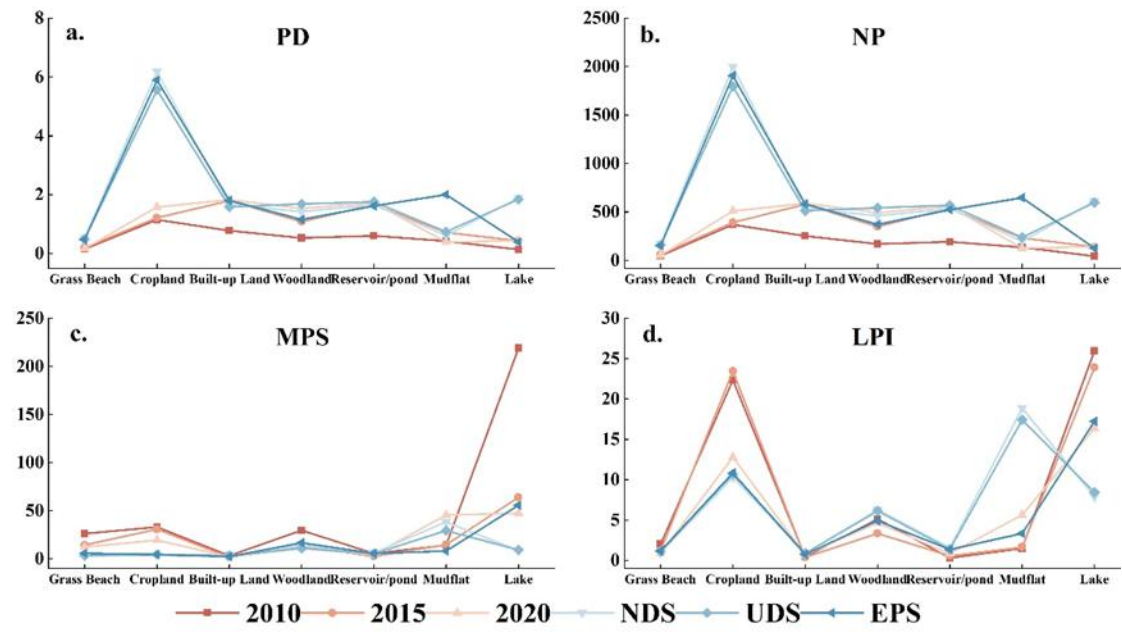 a. PD
8
6
4
2
0
Grass Beach Cropland Built-up Land Woodland Reservoir/pond Mudflat Lake
b. NP
2500
2000
1500
1000
500
0
Grass Beach Cropland Built-up Land Woodland Reservoir/pond Mudflat Lake
c. MPS
250
200
150
100
50
0
Grass Beach Cropland Built-up Land Woodland Reservoir/pond Mudflat Lake
d. LPI
30
25
20
15
10
5
0
Grass Beach Cropland Built-up Land Woodland Reservoir/pond Mudflat Lake
2010 2015 2020 NDS UDS EPS